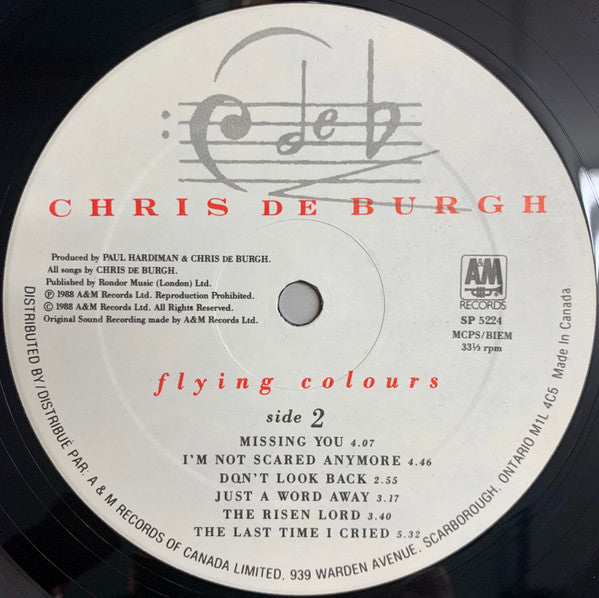 C de b
CHRIS DE BURGH
Produced by PAUL HARDIMAN & CHRIS DE BURGH.
All songs by CHRIS DE BURGH.
Published by Rondor Music (London) Ltd.
℗ 1988 A&M Records Ltd. Reproduction Prohibited.
© 1988 A&M Records Ltd. All Rights Reserved.
Original Sound Recording made by A&M Records Ltd.
A&M
RECORDS
SP 5224
MCPS/BIEM
33⅓ rpm
flying colours
side 2
MISSING YOU 4.07
I'M NOT SCARED ANYMORE 4.46
DON'T LOOK BACK 2.55
JUST A WORD AWAY 3.17
THE RISEN LORD 3.40
THE LAST TIME I CRIED 5.32
DISTRIBUTED BY/DISTRIBUÉ PAR. A & M RECORDS OF CANADA LIMITED, 939 WARDEN AVENUE, SCARBOROUGH, ONTARIO M1L 4C5 Made In Canada